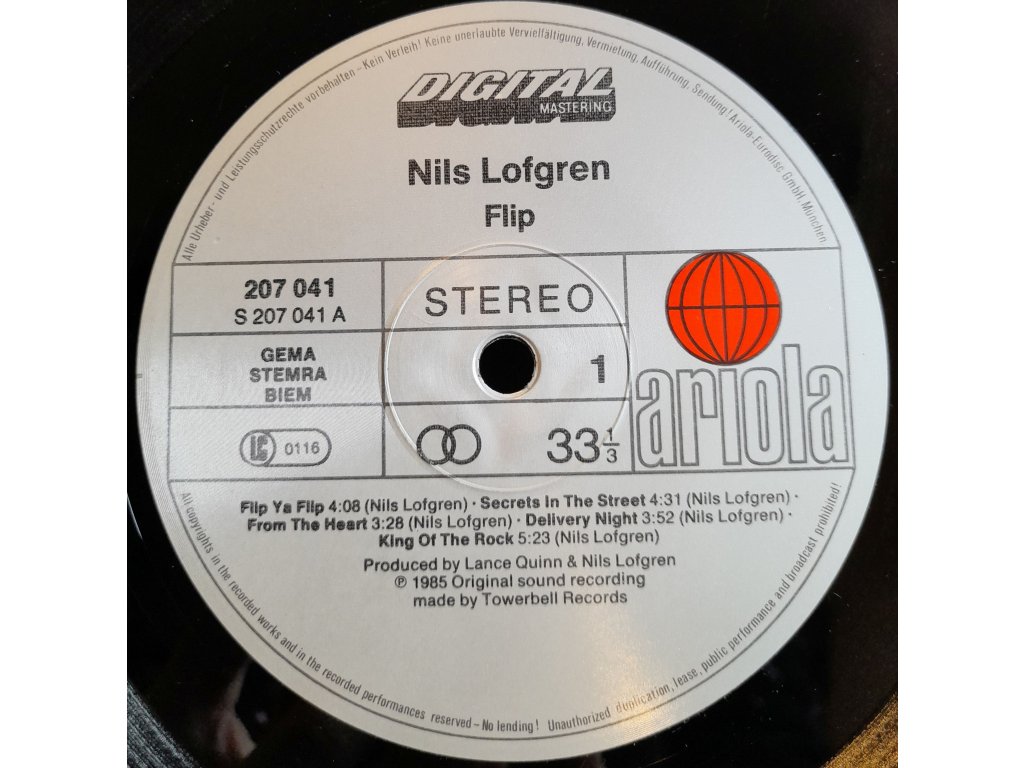 Alle Urheber- und Leistungsschutzrechte vorbehalten – Kein Verleih! Keine unerlaubte Vervielfältigung, Vermietung, Aufführung, Sendung! Ariola-Eurodisc GmbH, München
DIGITAL
MASTERING
Nils Lofgren
Flip
207 041
S 207 041 A
STEREO
GEMA
STEMRA
BIEM
1
LC 0116
33 1/3
ariola
Flip Ya Flip 4:08 (Nils Lofgren) · Secrets In The Street 4:31 (Nils Lofgren) ·
From The Heart 3:28 (Nils Lofgren) · Delivery Night 3:52 (Nils Lofgren) ·
King Of The Rock 5:23 (Nils Lofgren)
Produced by Lance Quinn & Nils Lofgren
℗ 1985 Original sound recording
made by Towerbell Records
All copyrights in the recorded works and in the recorded performances reserved – No lending! Unauthorized duplication, lease, public performance and broadcast prohibited!